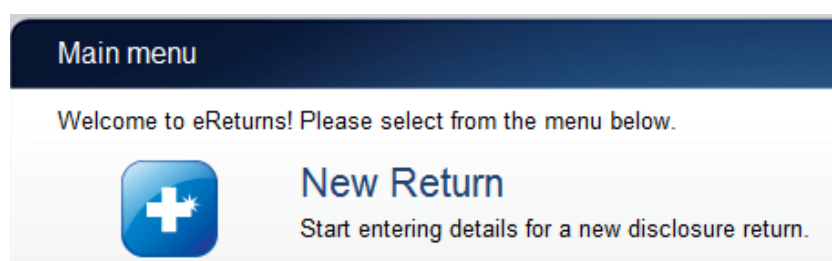 Main menu
Welcome to eReturns! Please select from the menu below.
New Return
Start entering details for a new disclosure return.